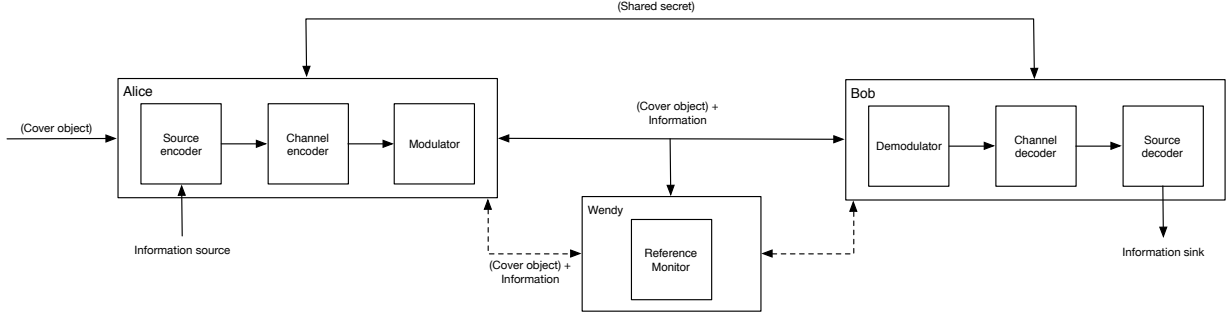 (Shared secret)
Alice
Bob
(Cover object)
Source
encoder
Channel
encoder
Modulator
(Cover object) +
Information
Demodulator
Channel
decoder
Source
decoder
Wendy
Reference
Monitor
Information source
(Cover object) +
Information
Information sink